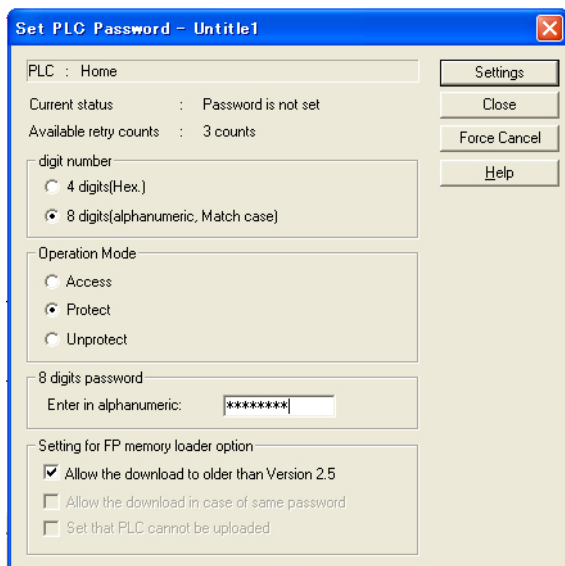 Set PLC Password - Untitle1
PLC : Home
Current status : Password is not set
Available retry counts : 3 counts
digit number
4 digits(Hex.)
8 digits(alphanumeric, Match case)
Operation Mode
Access
Protect
Unprotect
8 digits password
Enter in alphanumeric: ********
Setting for FP memory loader option
Allow the download to older than Version 2.5
Allow the download in case of same password
Set that PLC cannot be uploaded
Settings
Close
Force Cancel
Help